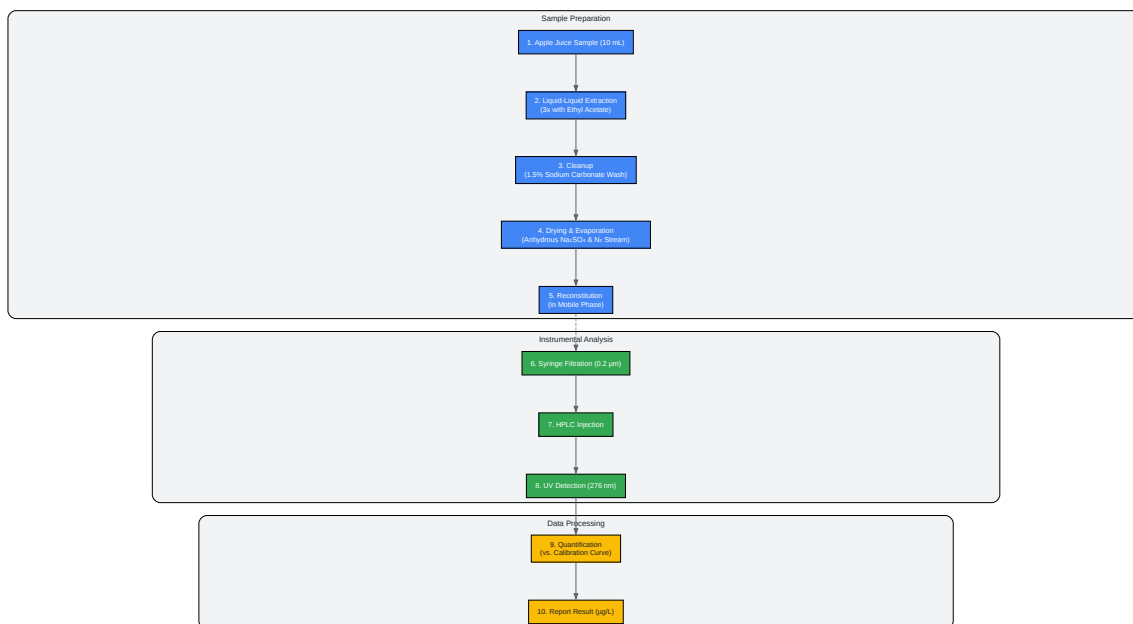 Sample Preparation
1. Apple Juice Sample (10 mL)
2. Liquid-Liquid Extraction
(3x with Ethyl Acetate)
3. Cleanup
(1.5% Sodium Carbonate Wash)
4. Drying & Evaporation
(Anhydrous Na₂SO₄ & N₂ Stream)
5. Reconstitution
(in Mobile Phase)
Instrumental Analysis
6. Syringe Filtration (0.2 µm)
7. HPLC Injection
8. UV Detection (276 nm)
Data Processing
9. Quantification
(vs. Calibration Curve)
10. Report Result (µg/L)